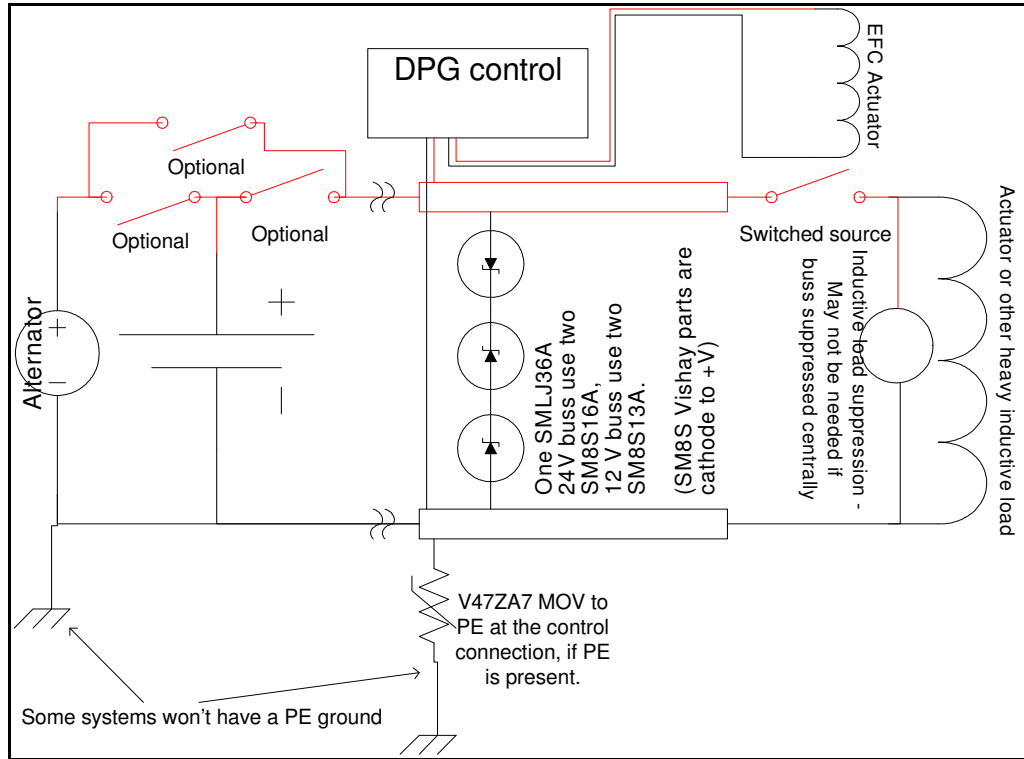 DPG control
EFC Actuator
Optional
Optional
Optional
Switched source
Alternator
+
−
+
−
One SMLJ36A
24V buss use two
SM8S16A,
12 V buss use two
SM8S13A.
(SM8S Vishay parts are
cathode to +V)
Inductive load suppression -
May not be needed if
buss suppressed centrally
Actuator or other heavy inductive load
V47ZA7 MOV to
PE at the control
connection, if PE
is present.
Some systems won't have a PE ground